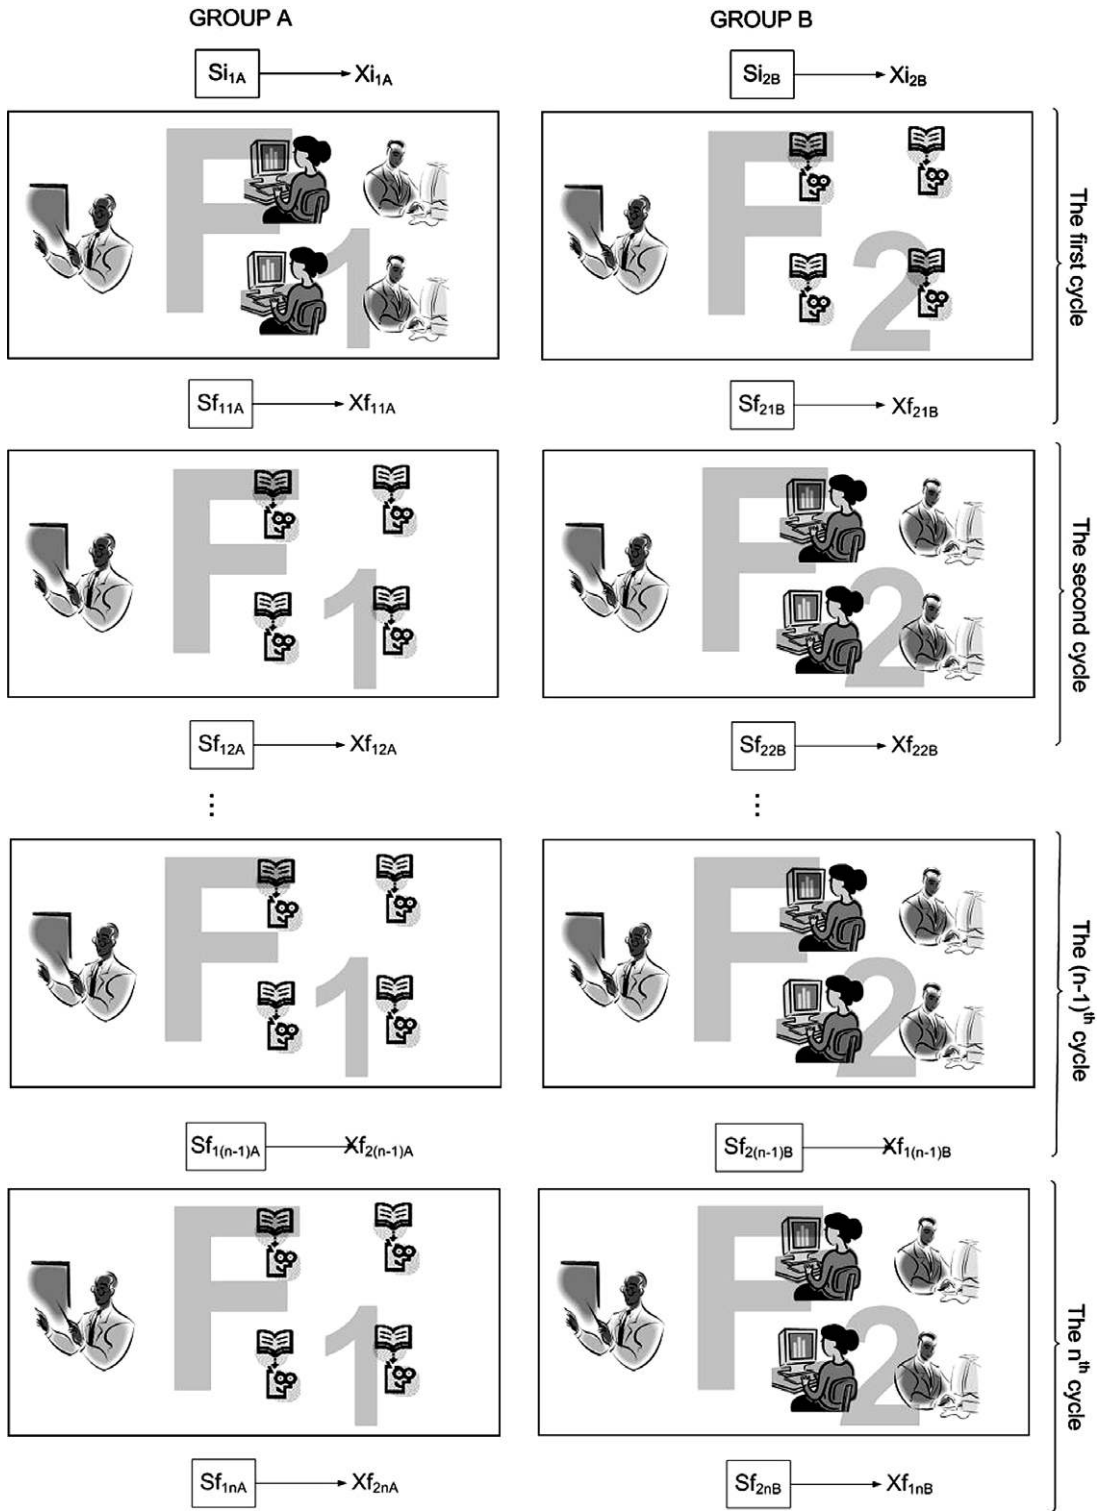 GROUP A GROUP B
Si1A Xi1A Si2B Xi2B
F1 F2
The first cycle
Sf11A Xf11A Sf21B Xf21B
F1 F2
The second cycle
Sf12A Xf12A Sf22B Xf22B
⋮ ⋮
F1 F2
The (n-1)th cycle
Sf1(n-1)A Xf2(n-1)A Sf2(n-1)B Xf1(n-1)B
F1 F2
The nth cycle
Sf1nA Xf2nA Sf2nB Xf1nB